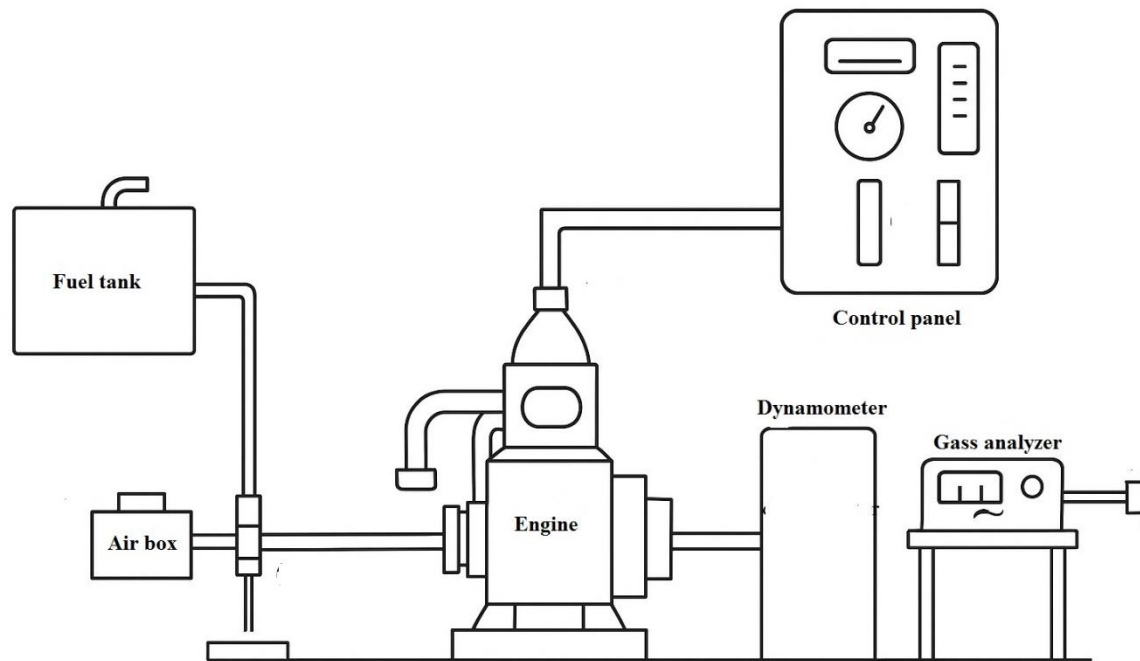 Fuel tank
Control panel
Dynamometer
Gass analyzer
Air box
Engine